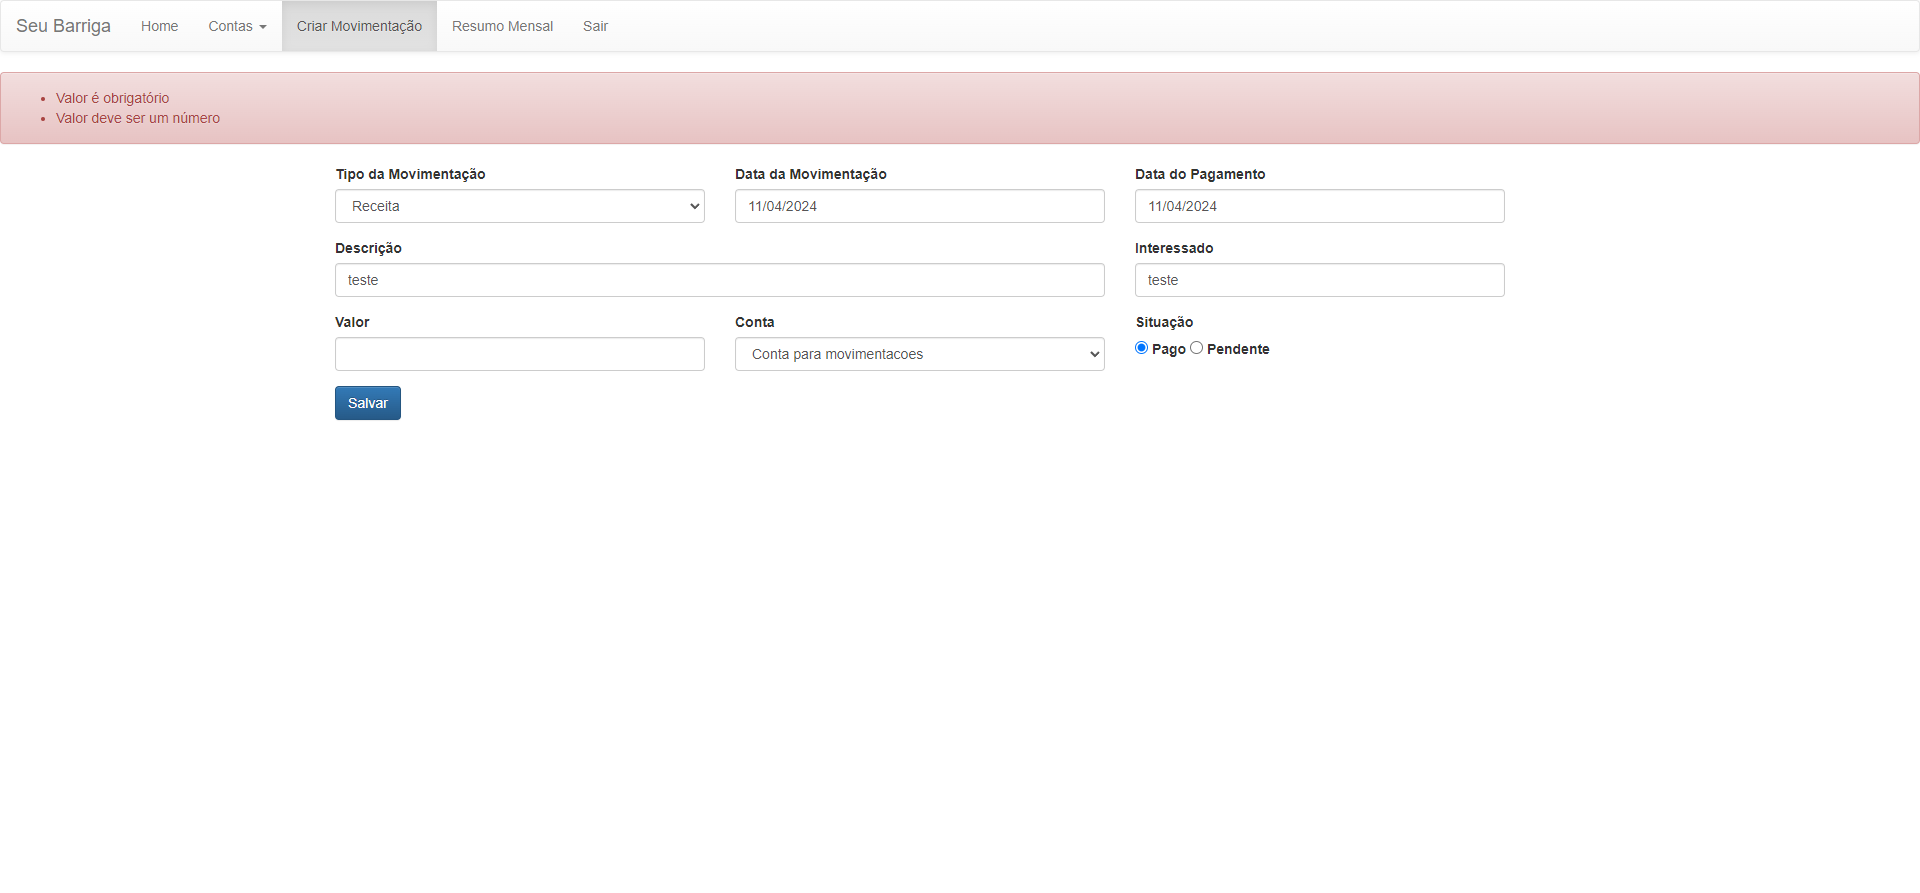 Seu Barriga Home Contas Criar Movimentação Resumo Mensal Sair
Valor é obrigatório
Valor deve ser um número
Tipo da Movimentação Data da Movimentação Data do Pagamento
Receita 11/04/2024 11/04/2024
Descrição Interessado
teste teste
Valor Conta Situação
Conta para movimentacoes Pago Pendente
Salvar